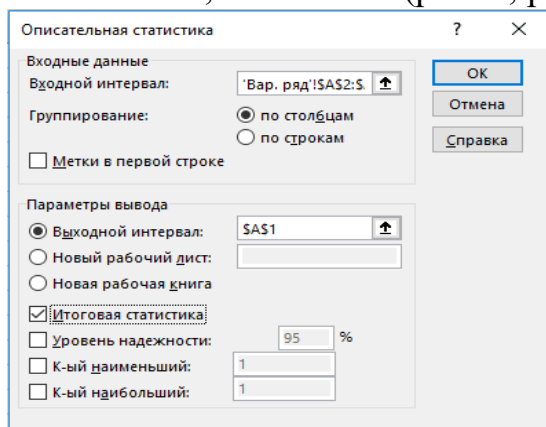 Описательная статистика ? ×
Входные данные
Входной интервал: 'Вар. ряд'!$A$2:$.
Группирование: по столбцам
по строкам
Метки в первой строке
ОК
Отмена
Справка
Параметры вывода
Выходной интервал: $A$1
Новый рабочий лист:
Новая рабочая книга
Итоговая статистика
Уровень надежности: 95 %
К-ый наименьший: 1
К-ый наибольший: 1